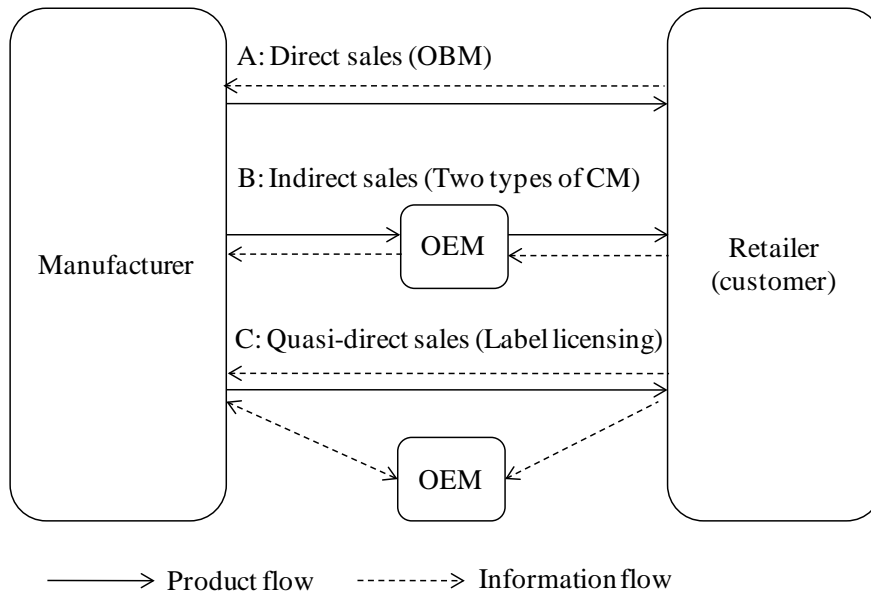 A: Direct sales (OBM)
B: Indirect sales (Two types of CM)
Manufacturer
OEM
Retailer
(customer)
C: Quasi-direct sales (Label licensing)
OEM
Product flow
Information flow